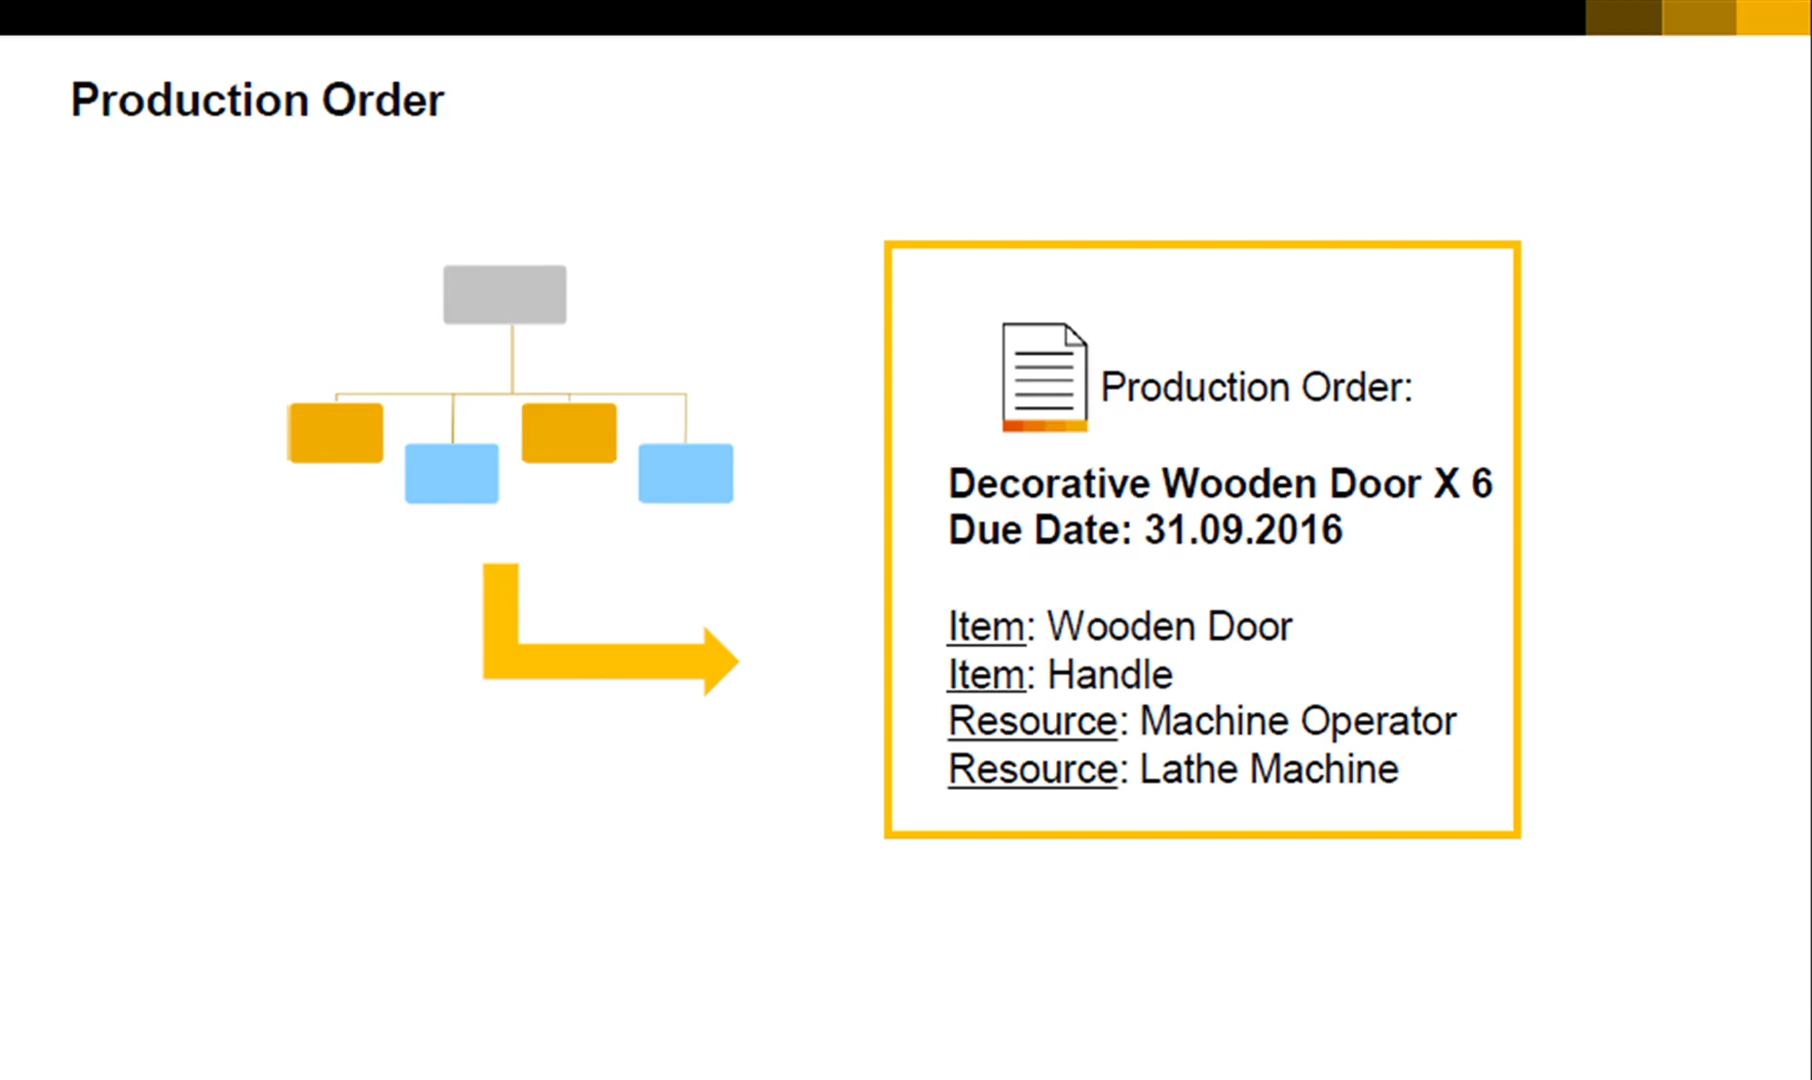 Production Order
Production Order:
Decorative Wooden Door X 6
Due Date: 31.09.2016
Item: Wooden Door
Item: Handle
Resource: Machine Operator
Resource: Lathe Machine